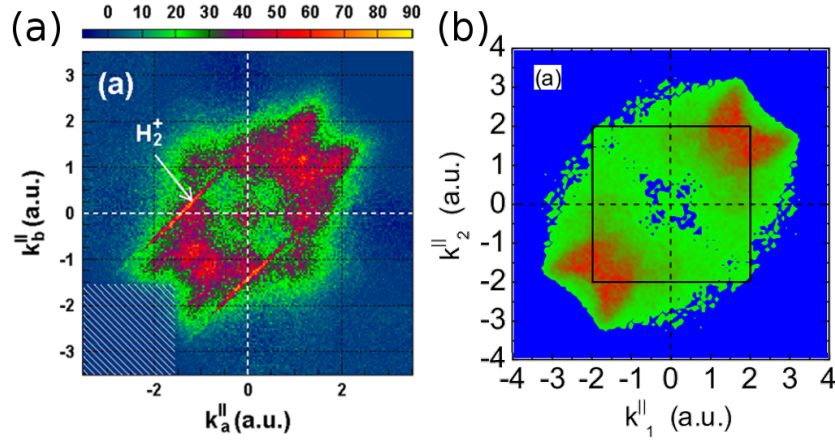 (a)
0 10 20 30 40 50 60 70 80 90
(a)
H₂⁺
3
2
1
0
-1
-2
-3
k_b^|| (a.u.)
-2 0 2
k_a^|| (a.u.)
(b)
(a)
4
3
2
1
0
-1
-2
-3
-4
k_2^|| (a.u.)
-4 -3 -2 -1 0 1 2 3 4
k_1^|| (a.u.)